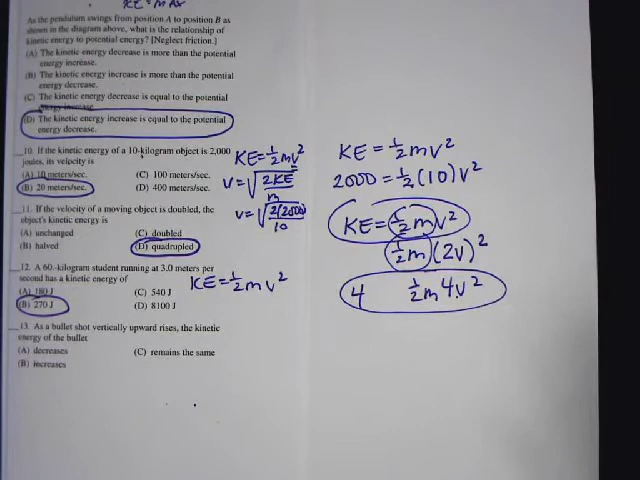 KE = MAX
As the pendulum swings from position A to position B as
shown in the diagram above, what is the relationship of
kinetic energy to potential energy? [Neglect friction.]
(A) The kinetic energy decrease is more than the potential
energy increase.
(B) The kinetic energy increase is more than the potential
energy decrease.
(C) The kinetic energy decrease is equal to the potential
energy increase.
(D) The kinetic energy increase is equal to the potential
energy decrease.
10. If the kinetic energy of a 10-kilogram object is 2,000
joules, its velocity is
(A) 10 meters/sec. (C) 100 meters/sec.
(B) 20 meters/sec. (D) 400 meters/sec.
KE = ½mv²
v = √2KE/m
v = √2(2000)/10
11. If the velocity of a moving object is doubled, the
object's kinetic energy is
(A) unchanged (C) doubled
(B) halved (D) quadrupled
12. A 60.-kilogram student running at 3.0 meters per
second has a kinetic energy of
(A) 180 J (C) 540 J
(B) 270 J (D) 8100 J
KE = ½mv²
13. As a bullet shot vertically upward rises, the kinetic
energy of the bullet
(A) decreases (C) remains the same
(B) increases
KE = ½mv²
2000 = ½(10)v²
KE = ½mv²
½m(2v)²
4 ½m4v²